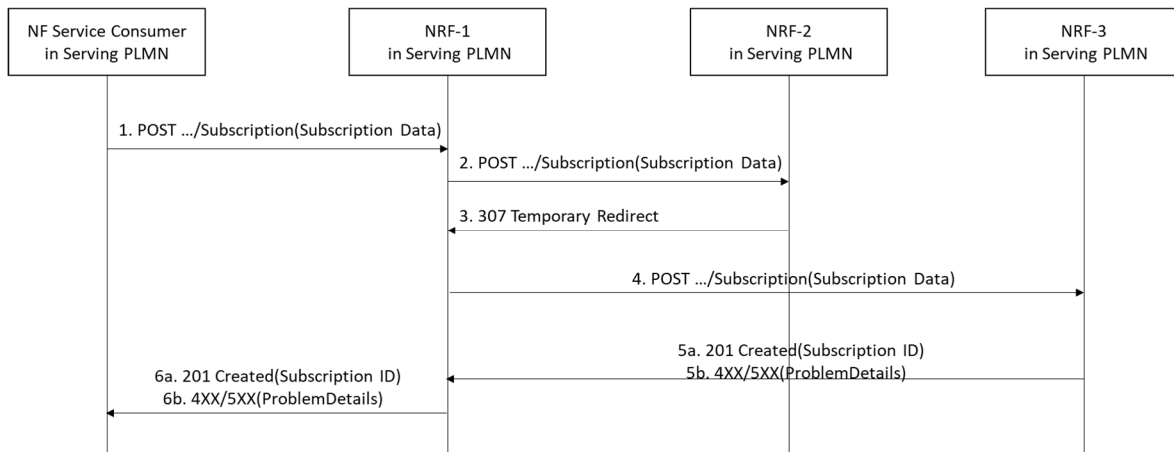 NF Service Consumer
in Serving PLMN
NRF-1
in Serving PLMN
NRF-2
in Serving PLMN
NRF-3
in Serving PLMN
1. POST …/Subscription(Subscription Data)
2. POST …/Subscription(Subscription Data)
3. 307 Temporary Redirect
4. POST …/Subscription(Subscription Data)
5a. 201 Created(Subscription ID)
5b. 4XX/5XX(ProblemDetails)
6a. 201 Created(Subscription ID)
6b. 4XX/5XX(ProblemDetails)